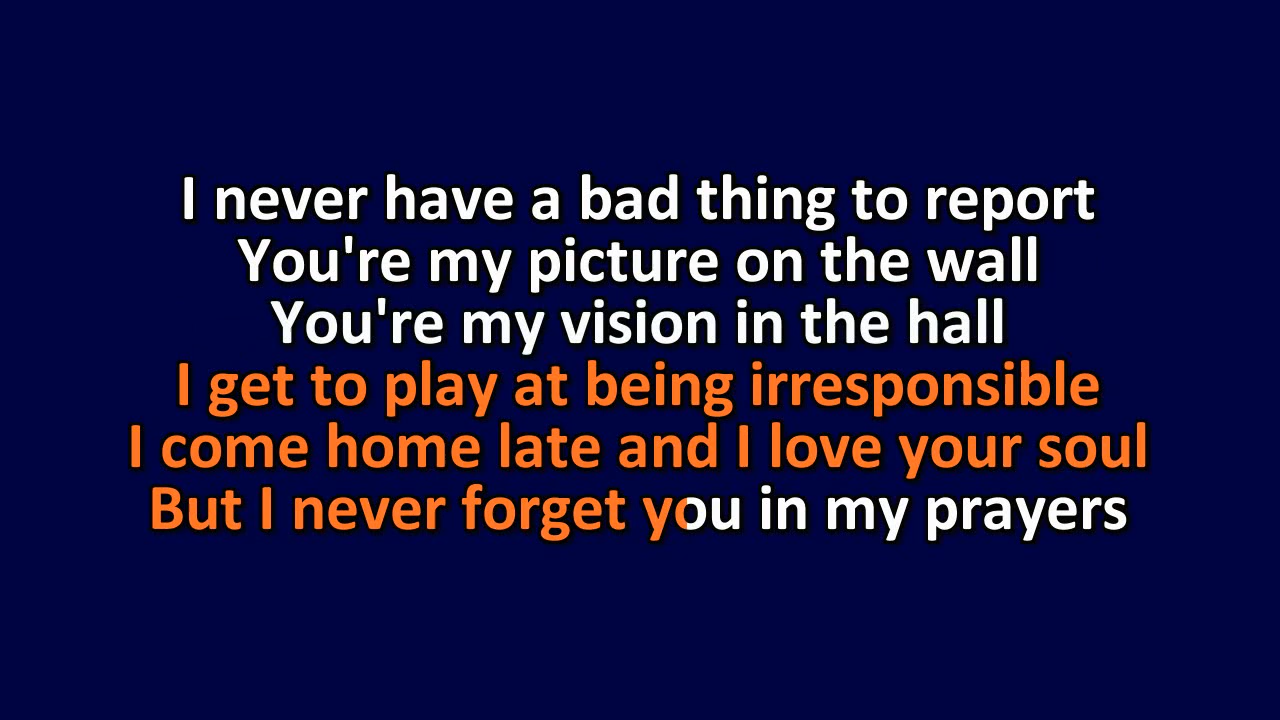 I never have a bad thing to report
You're my picture on the wall
You're my vision in the hall
I get to play at being irresponsible
I come home late and I love your soul
But I never forget you in my prayers